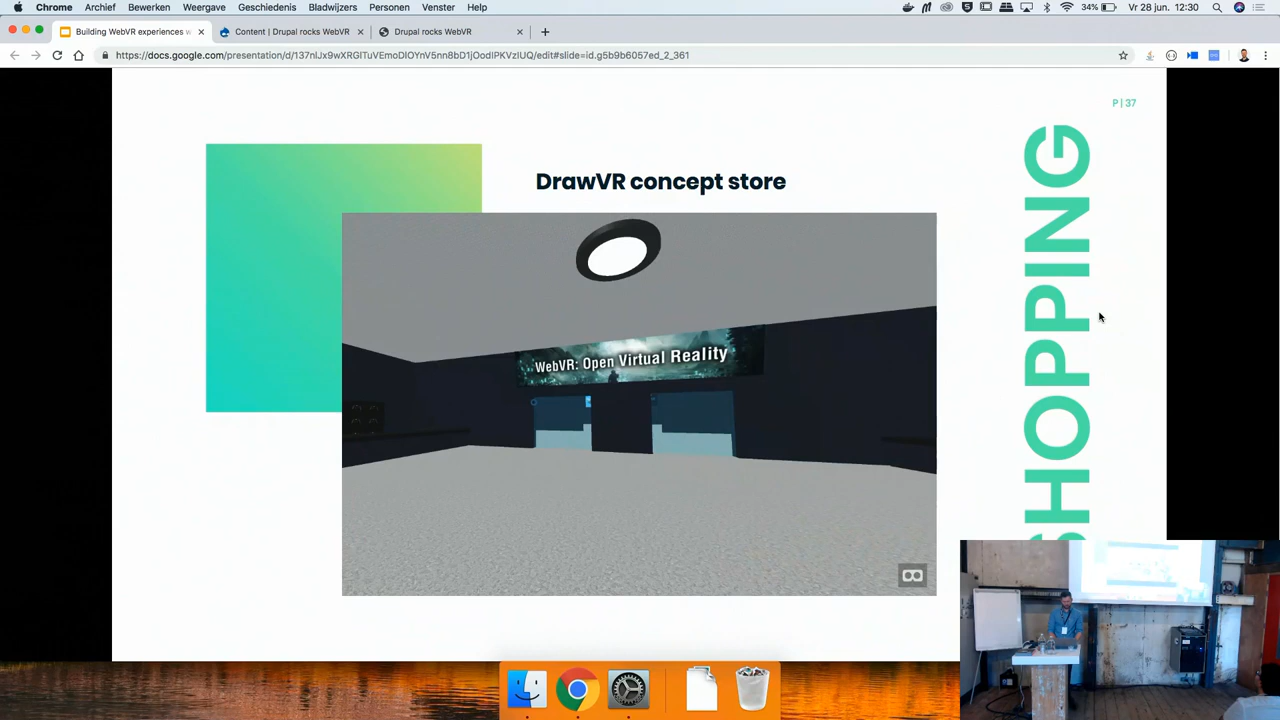 Chrome Archief Bewerken Weergave Geschiedenis Bladwijzers Personen Venster Help
34% Vr 28 jun. 12:30
Building WebVR experiences w
Content | Drupal rocks WebVR
Drupal rocks WebVR
https://docs.google.com/presentation/d/137nIJx9wXRGITuVEmoDIOYnV5nn8bD1jOodIPKVzIUQ/edit#slide=id.g5b9b6057ed_2_361
P | 37
DrawVR concept store
WebVR: Open Virtual Reality
SHOPPING